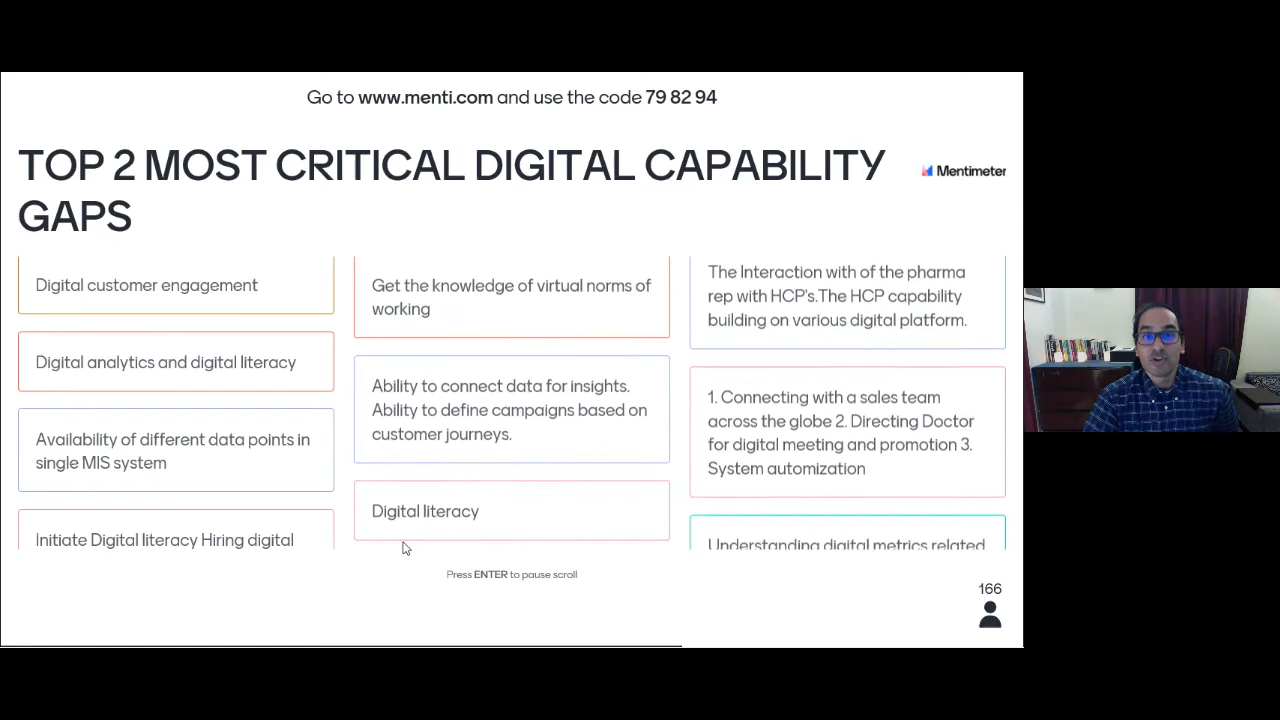 Go to www.menti.com and use the code 79 82 94
TOP 2 MOST CRITICAL DIGITAL CAPABILITY
GAPS
Mentimeter
Digital customer engagement
Digital analytics and digital literacy
Availability of different data points in
single MIS system
Initiate Digital literacy Hiring digital
Get the knowledge of virtual norms of
working
Ability to connect data for insights.
Ability to define campaigns based on
customer journeys.
Digital literacy
The Interaction with of the pharma
rep with HCP's.The HCP capability
building on various digital platform.
1. Connecting with a sales team
across the globe 2. Directing Doctor
for digital meeting and promotion 3.
System automization
Understanding digital metrics related
Press ENTER to pause scroll
166